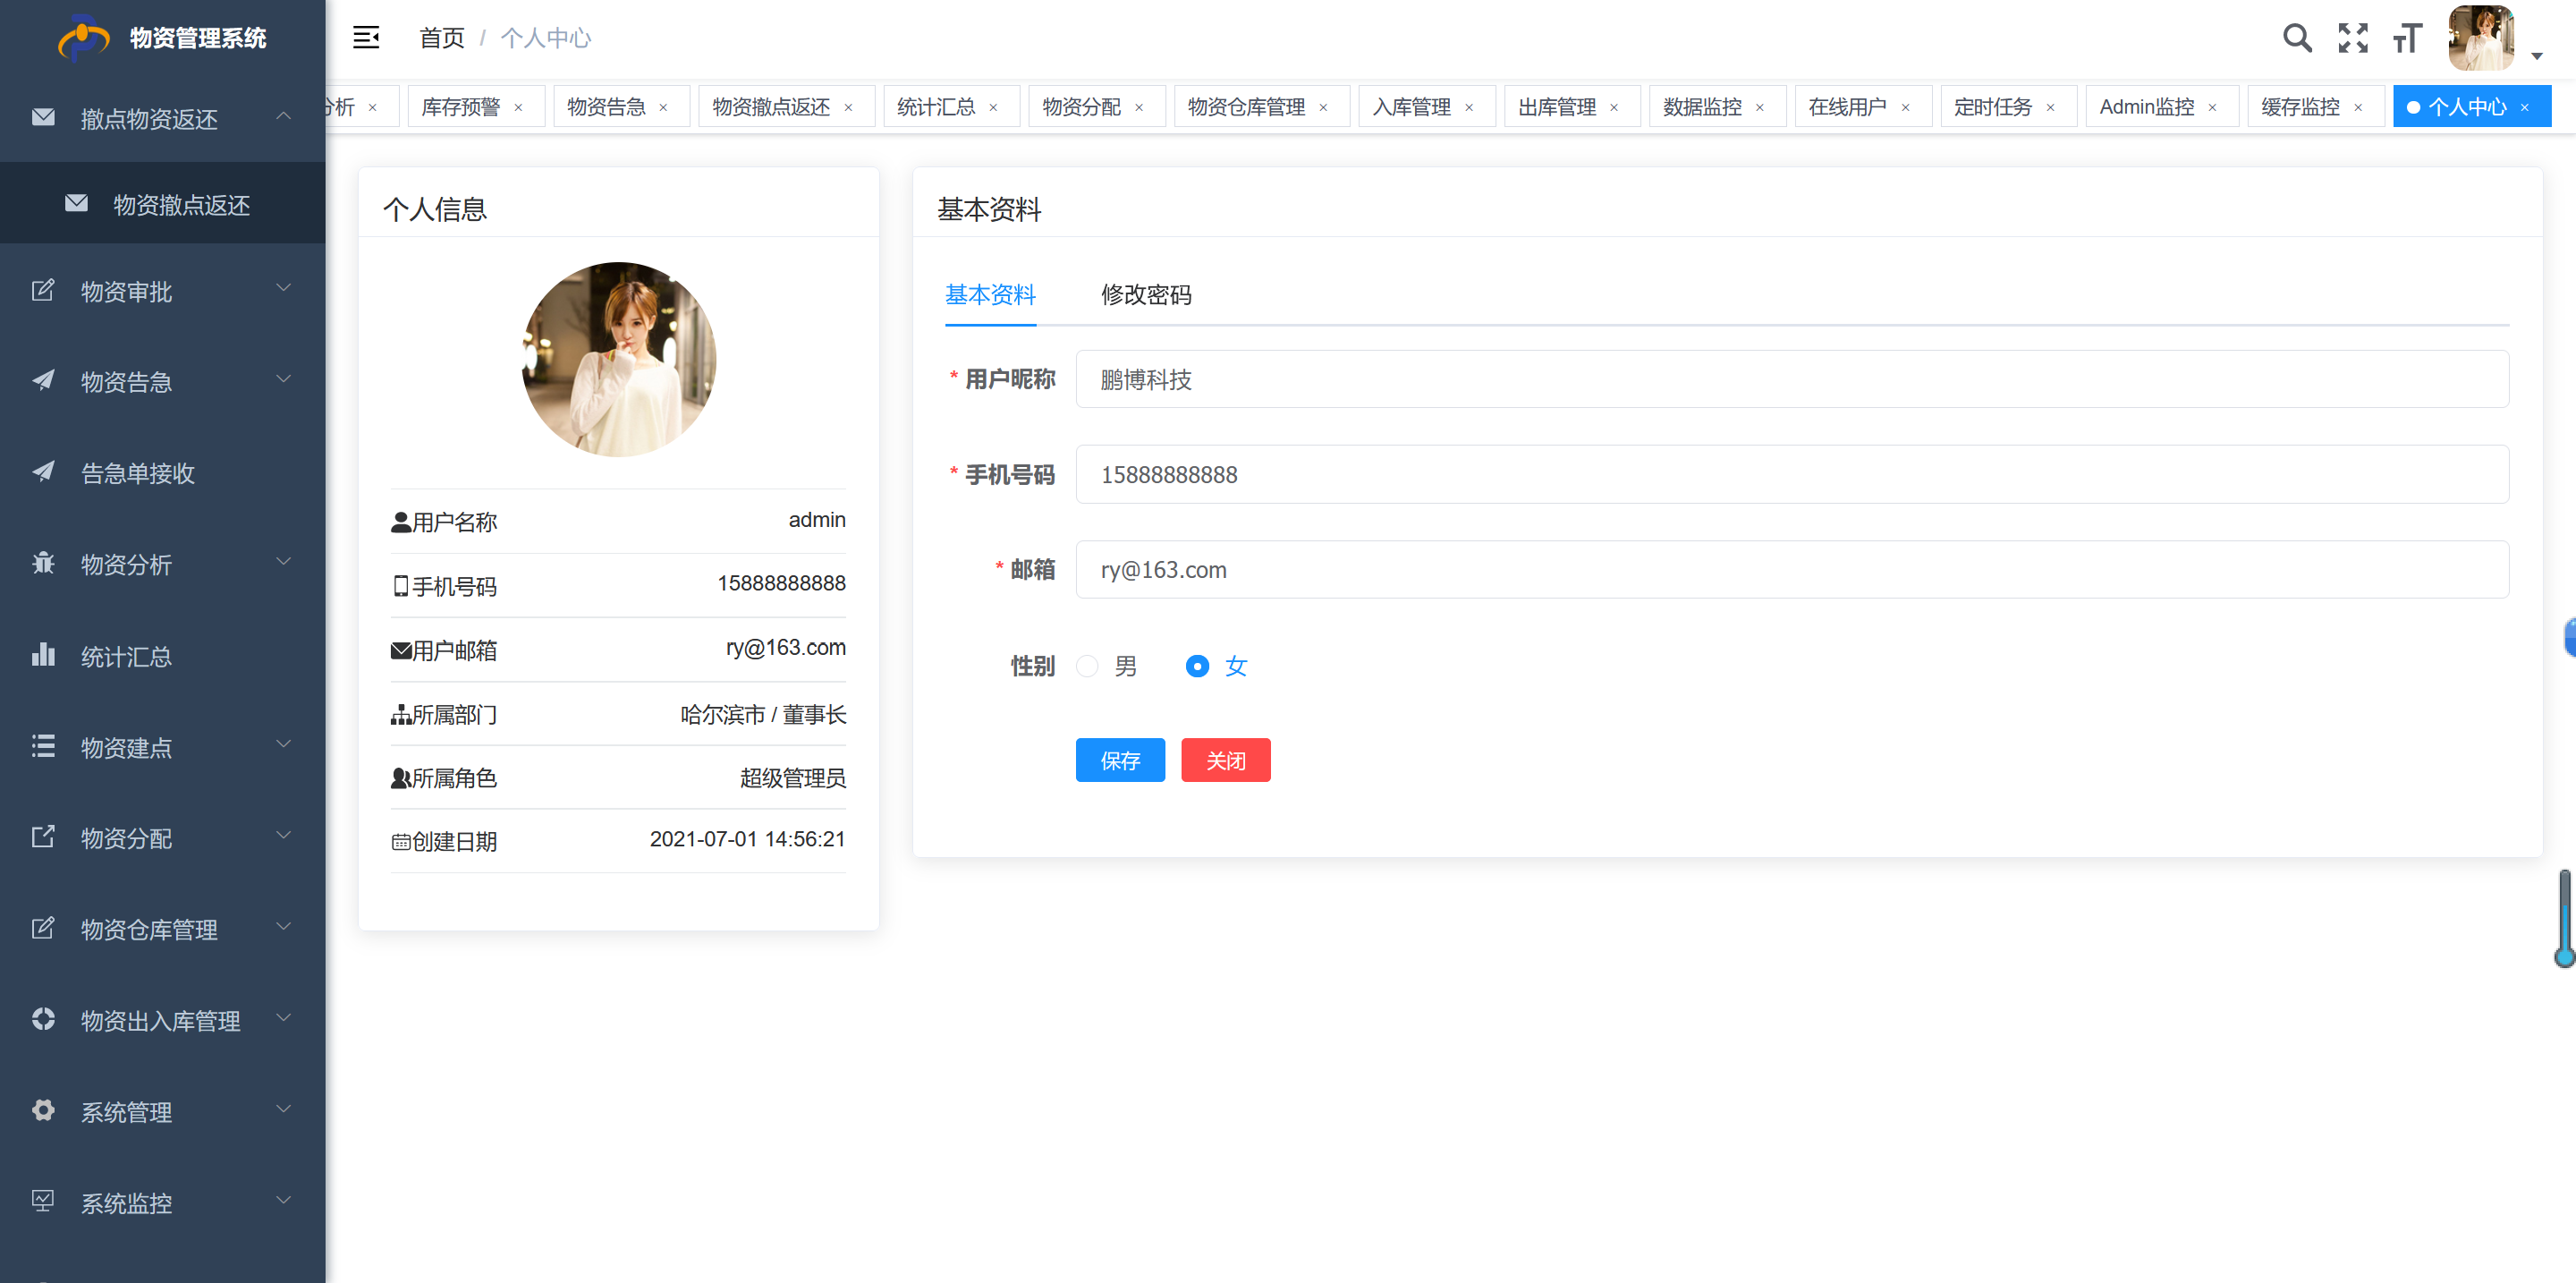 物资管理系统
首页 / 个人中心
撤点物资返还
物资撤点返还
物资审批
物资告急
告急单接收
物资分析
统计汇总
物资建点
物资分配
物资仓库管理
物资出入库管理
系统管理
系统监控
分析 × 库存预警 × 物资告急 × 物资撤点返还 × 统计汇总 × 物资分配 × 物资仓库管理 × 入库管理 × 出库管理 × 数据监控 × 在线用户 × 定时任务 × Admin监控 × 缓存监控 × 个人中心 ×
个人信息
用户名称 admin
手机号码 15888888888
用户邮箱 ry@163.com
所属部门 哈尔滨市 / 董事长
所属角色 超级管理员
创建日期 2021-07-01 14:56:21
基本资料
基本资料 修改密码
* 用户昵称 鹏博科技
* 手机号码 15888888888
* 邮箱 ry@163.com
性别 男 女
保存 关闭